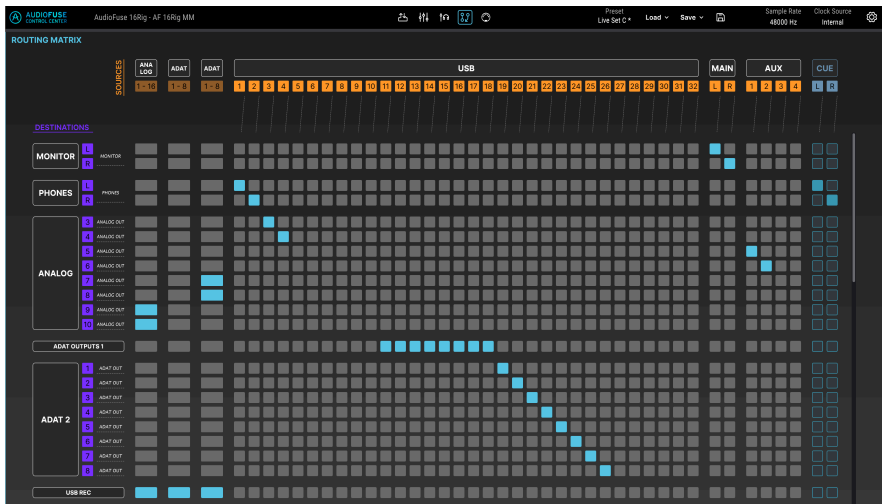 AUDIOFUSE
CONTROL CENTER
AudioFuse 16Rig - AF 16Rig MM
Preset
Live Set C *
Load
Save
Sample Rate
48000 Hz
Clock Source
Internal
ROUTING MATRIX
SOURCES
ANA LOG
ADAT
ADAT
USB
MAIN
AUX
CUE
1 - 16
1 - 8
1 - 8
1 2 3 4 5 6 7 8 9 10 11 12 13 14 15 16 17 18 19 20 21 22 23 24 25 26 27 28 29 30 31 32
L R
1 2 3 4
L R
DESTINATIONS
MONITOR
L
R
MONITOR
PHONES
L
R
PHONES
ANALOG
3 ANALOG OUT
4 ANALOG OUT
5 ANALOG OUT
6 ANALOG OUT
7 ANALOG OUT
8 ANALOG OUT
9 ANALOG OUT
10 ANALOG OUT
ADAT OUTPUTS 1
ADAT 2
1 ADAT OUT
2 ADAT OUT
3 ADAT OUT
4 ADAT OUT
5 ADAT OUT
6 ADAT OUT
7 ADAT OUT
8 ADAT OUT
USB REC